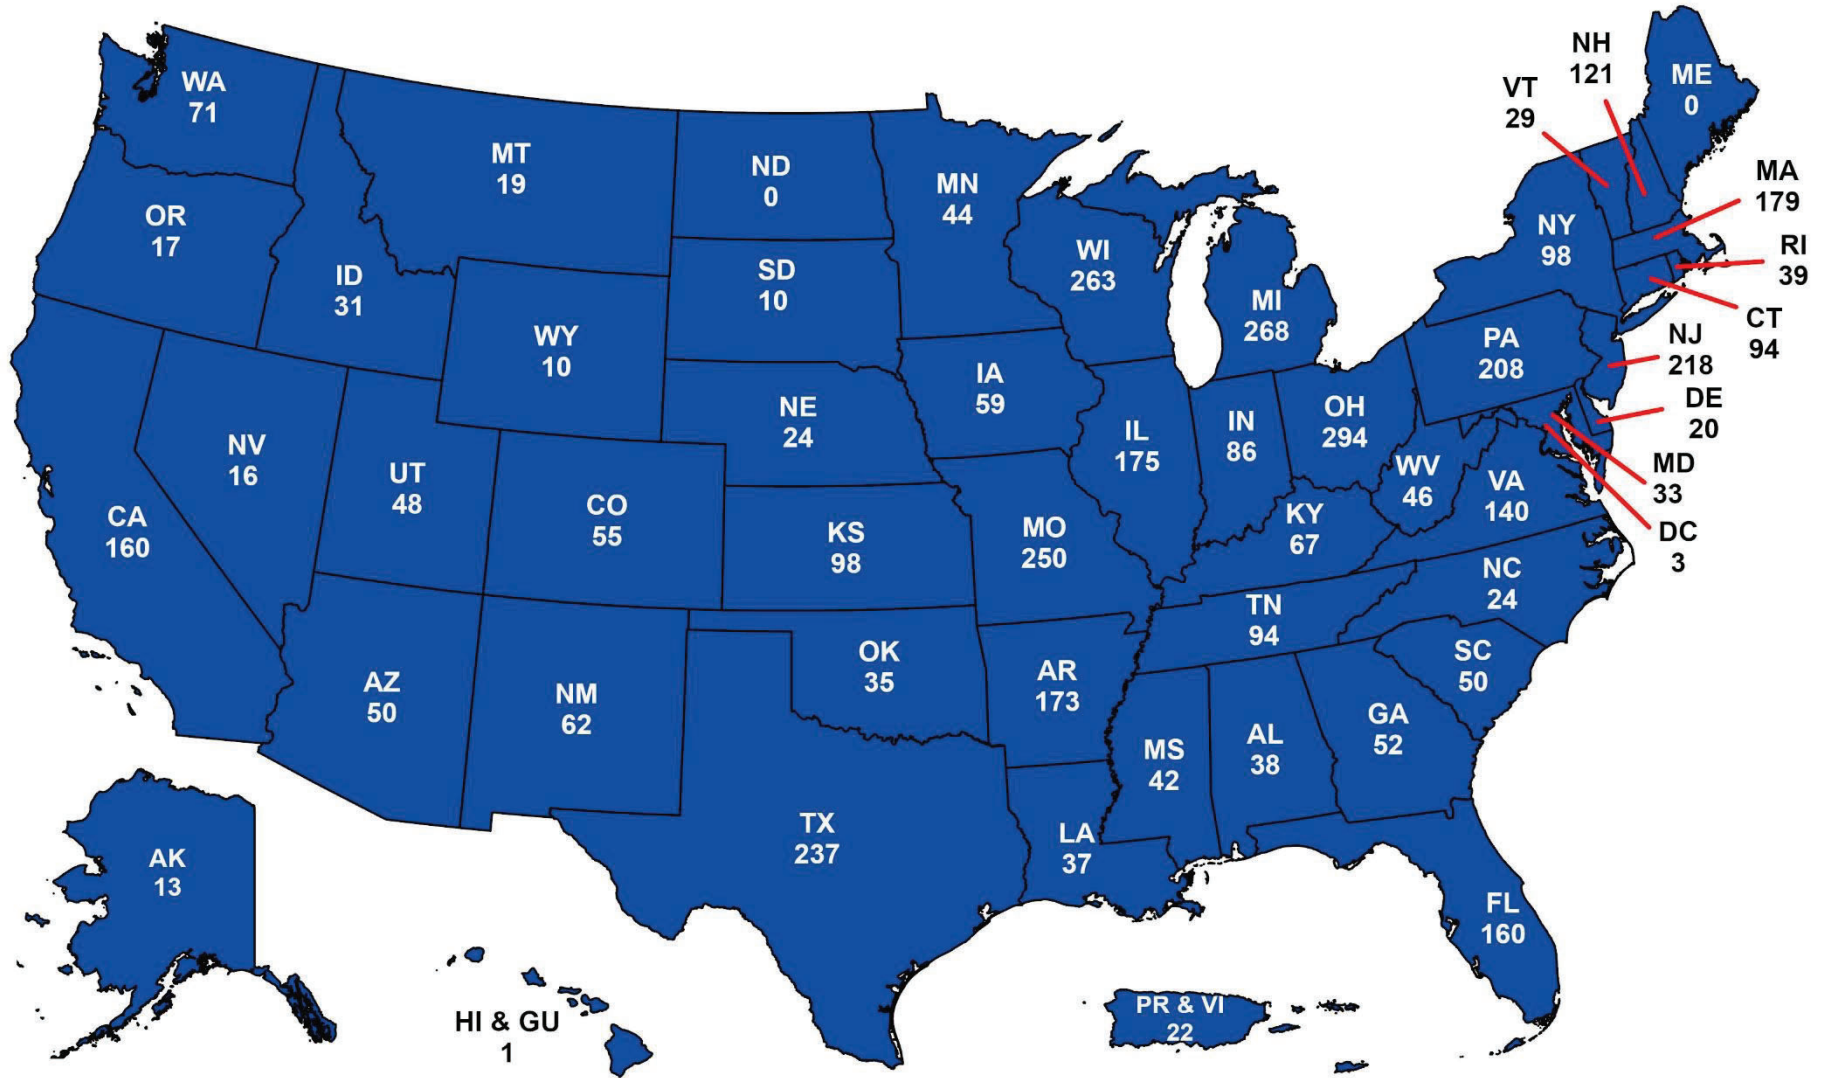 WA
71
OR
17
CA
160
NV
16
ID
31
MT
19
WY
10
UT
48
CO
55
AZ
50
NM
62
ND
0
SD
10
NE
24
KS
98
OK
35
TX
237
MN
44
IA
59
MO
250
AR
173
LA
37
WI
263
IL
175
MI
268
IN
86
OH
294
KY
67
TN
94
MS
42
AL
38
GA
52
FL
160
SC
50
NC
24
VA
140
WV
46
PA
208
NY
98
VT
29
NH
121
ME
0
MA
179
RI
39
CT
94
NJ
218
DE
20
MD
33
DC
3
AK
13
HI & GU
1
PR & VI
22